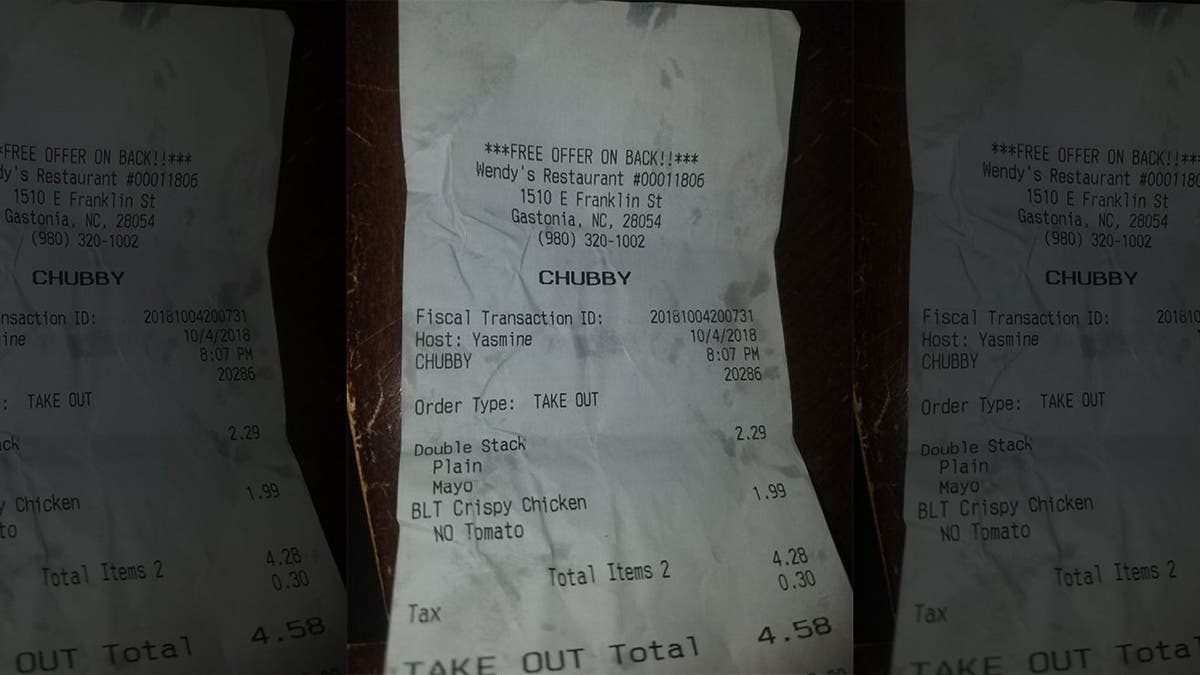 ***FREE OFFER ON BACK!!***
Wendy's Restaurant #00011806
1510 E Franklin St
Gastonia, NC, 28054
(980) 320-1002
CHUBBY
Fiscal Transaction ID: 20181004200731
Host: Yasmine 10/4/2018
CHUBBY 8:07 PM
20286
Order Type: TAKE OUT
Double Stack 2.29
Plain
Mayo
BLT Crispy Chicken 1.99
NO Tomato
Total Items 2 4.28
Tax 0.30
TAKE OUT Total 4.58